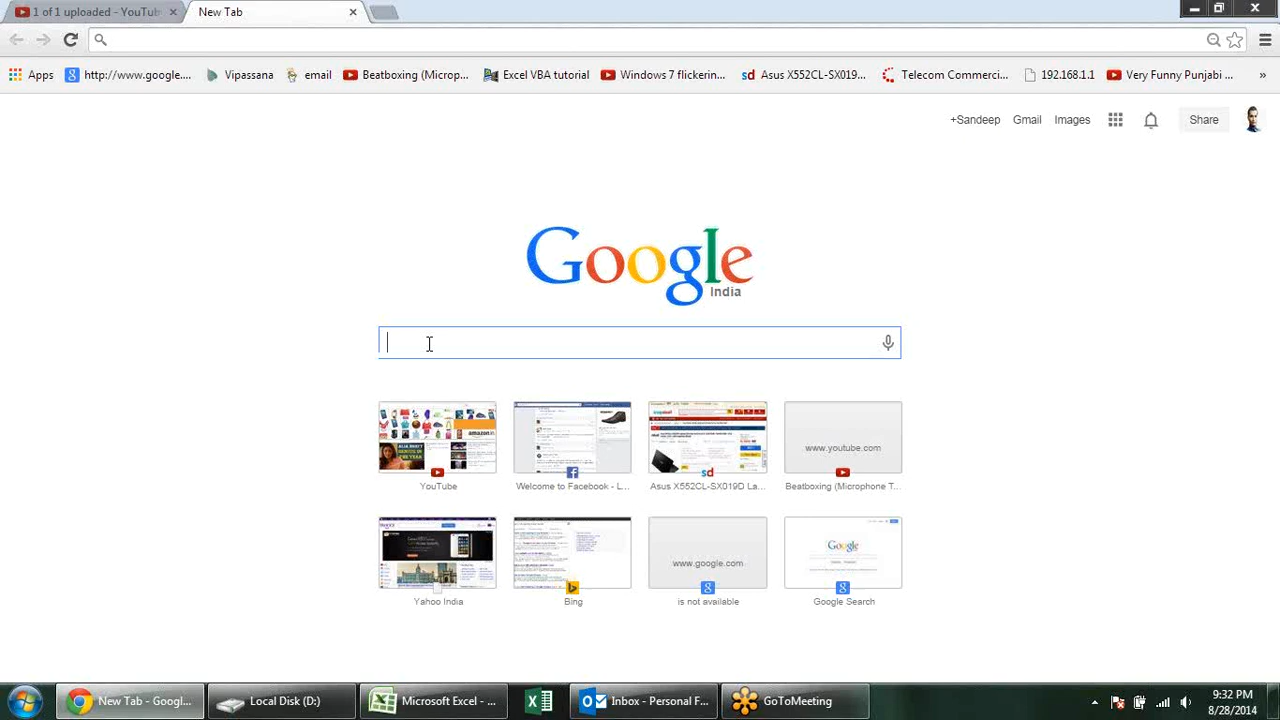 1 of 1 uploaded - YouTub
New Tab
Apps
http://www.google....
Vipassana
email
Beatboxing (Microp...
Excel VBA tutorial
Windows 7 flickerin...
Asus X552CL-SX019...
Telecom Commerci...
192.168.1.1
Very Funny Punjabi ...
»
+Sandeep
Gmail
Images
Share
Google
India
amazon.in
www.youtube.com
YouTube
Welcome to Facebook - L...
Asus X552CL-SX019D La...
Beatboxing (Microphone T...
www.google.com
Google
Yahoo India
Bing
is not available
Google Search
New Tab - Googl...
Local Disk (D:)
Microsoft Excel - ...
Inbox - Personal F...
GoToMeeting
9:32 PM
8/28/2014